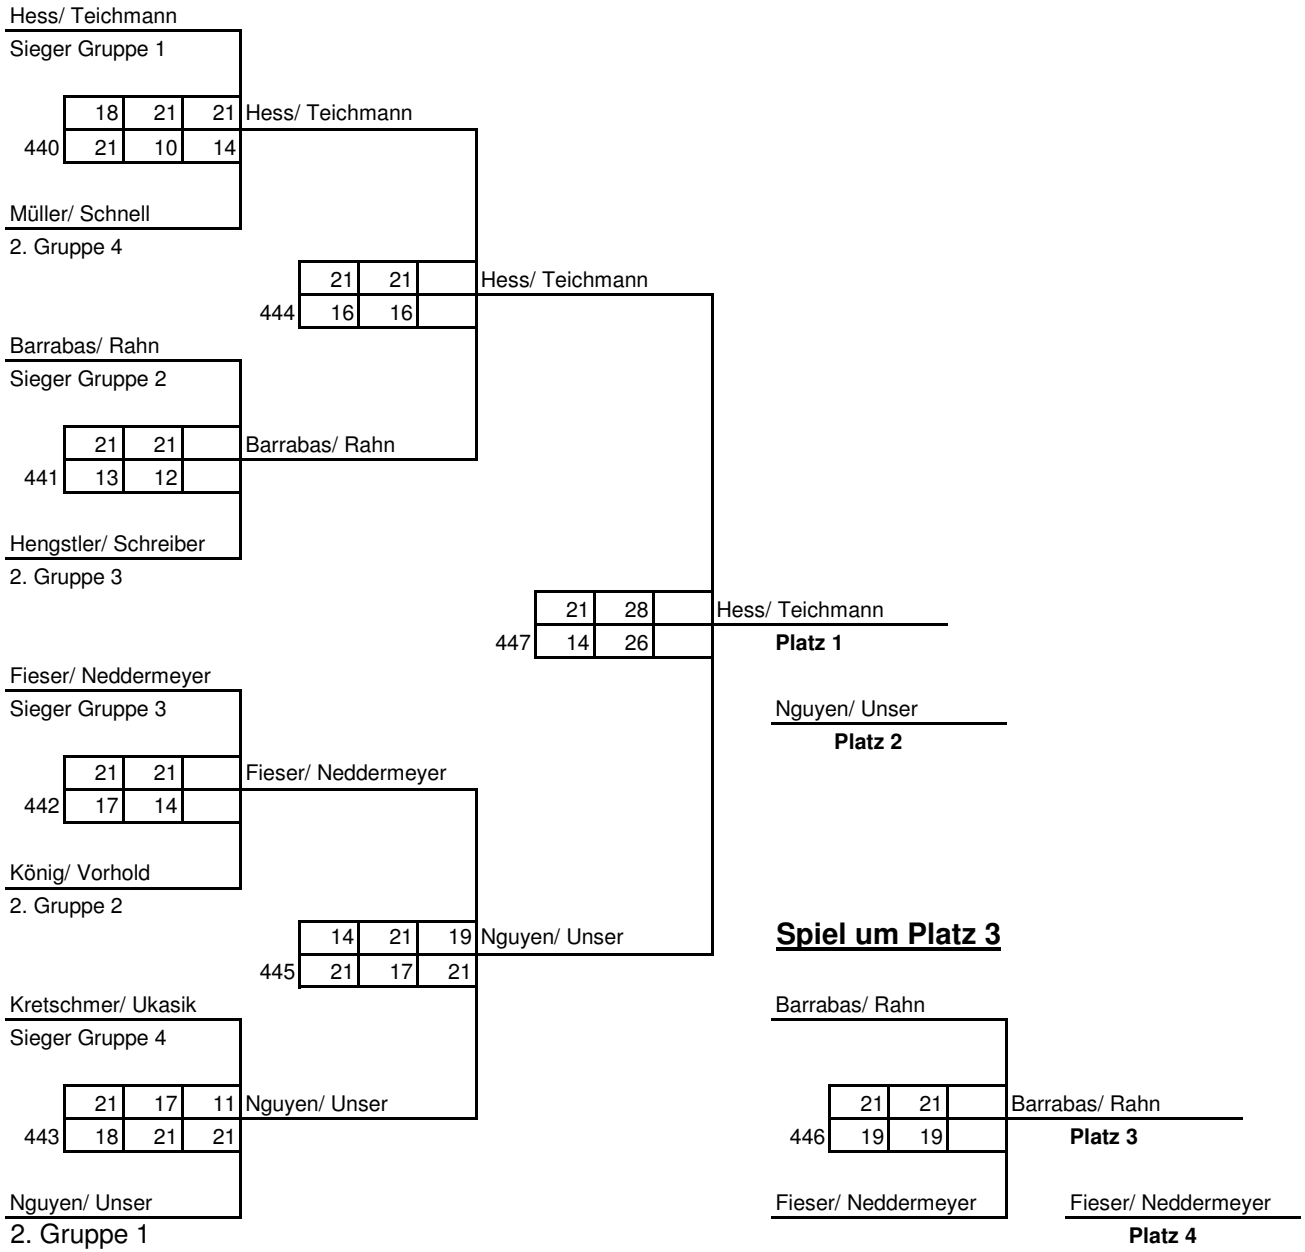 Hess/ Teichmann
Sieger Gruppe 1
18 21 21 Hess/ Teichmann
440 21 10 14
Müller/ Schnell
2. Gruppe 4
21 21 Hess/ Teichmann
444 16 16
Barrabas/ Rahn
Sieger Gruppe 2
21 21 Barrabas/ Rahn
441 13 12
Hengstler/ Schreiber
2. Gruppe 3
21 28 Hess/ Teichmann
447 14 26 Platz 1
Fieser/ Neddermeyer
Sieger Gruppe 3 Nguyen/ Unser
Platz 2
21 21 Fieser/ Neddermeyer
442 17 14
König/ Vorhold
2. Gruppe 2
14 21 19 Nguyen/ Unser Spiel um Platz 3
445 21 17 21
Kretschmer/ Ukasik Barrabas/ Rahn
Sieger Gruppe 4
21 17 11 Nguyen/ Unser 21 21 Barrabas/ Rahn
443 18 21 21 446 19 19 Platz 3
Nguyen/ Unser Fieser/ Neddermeyer Fieser/ Neddermeyer
2. Gruppe 1 Platz 4